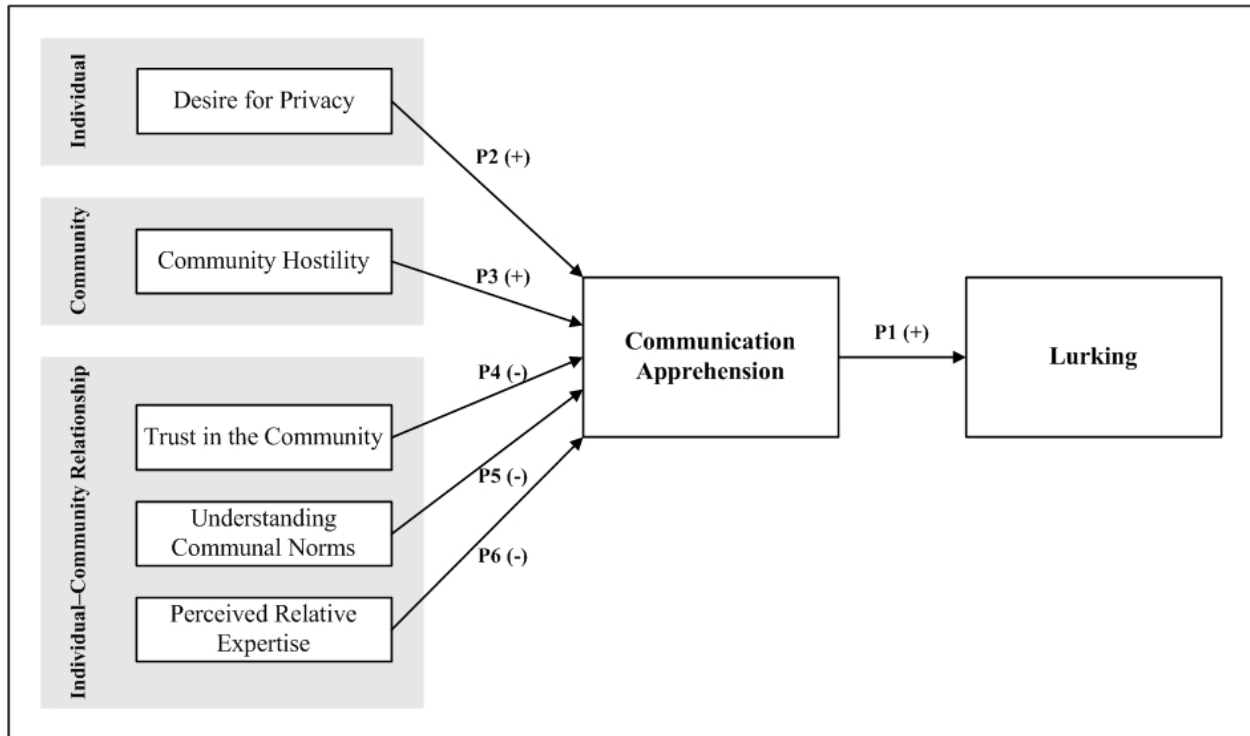 Individual
Desire for Privacy
P2 (+)
Community
Community Hostility
P3 (+)
Individual–Community Relationship
Trust in the Community
P4 (-)
Understanding
Communal Norms
P5 (-)
Perceived Relative
Expertise
P6 (-)
Communication
Apprehension
P1 (+)
Lurking